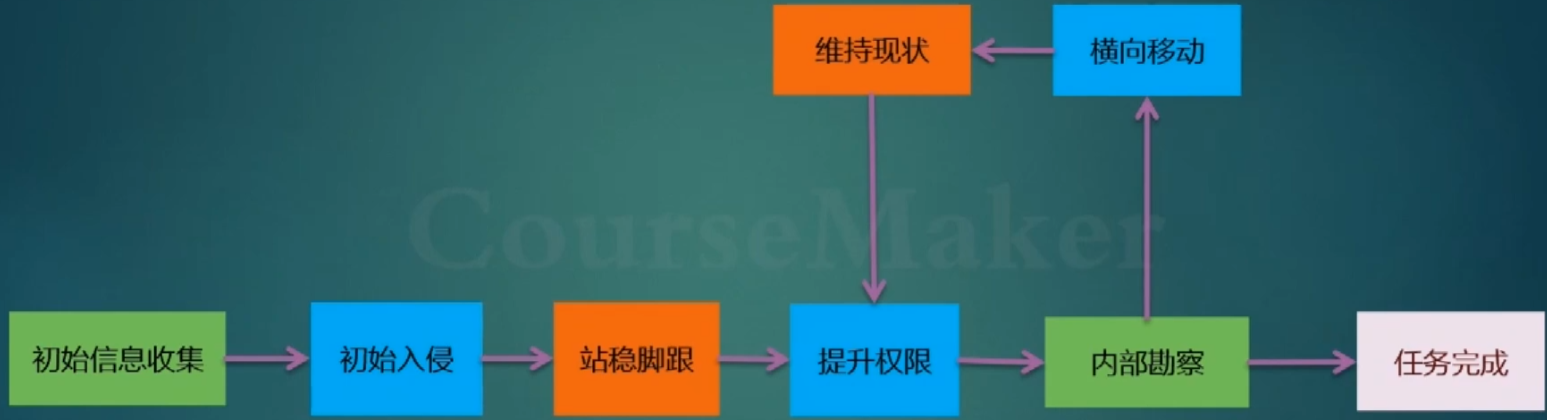 维持现状
横向移动
CourseMaker
初始信息收集
初始入侵
站稳脚跟
提升权限
内部勘察
任务完成